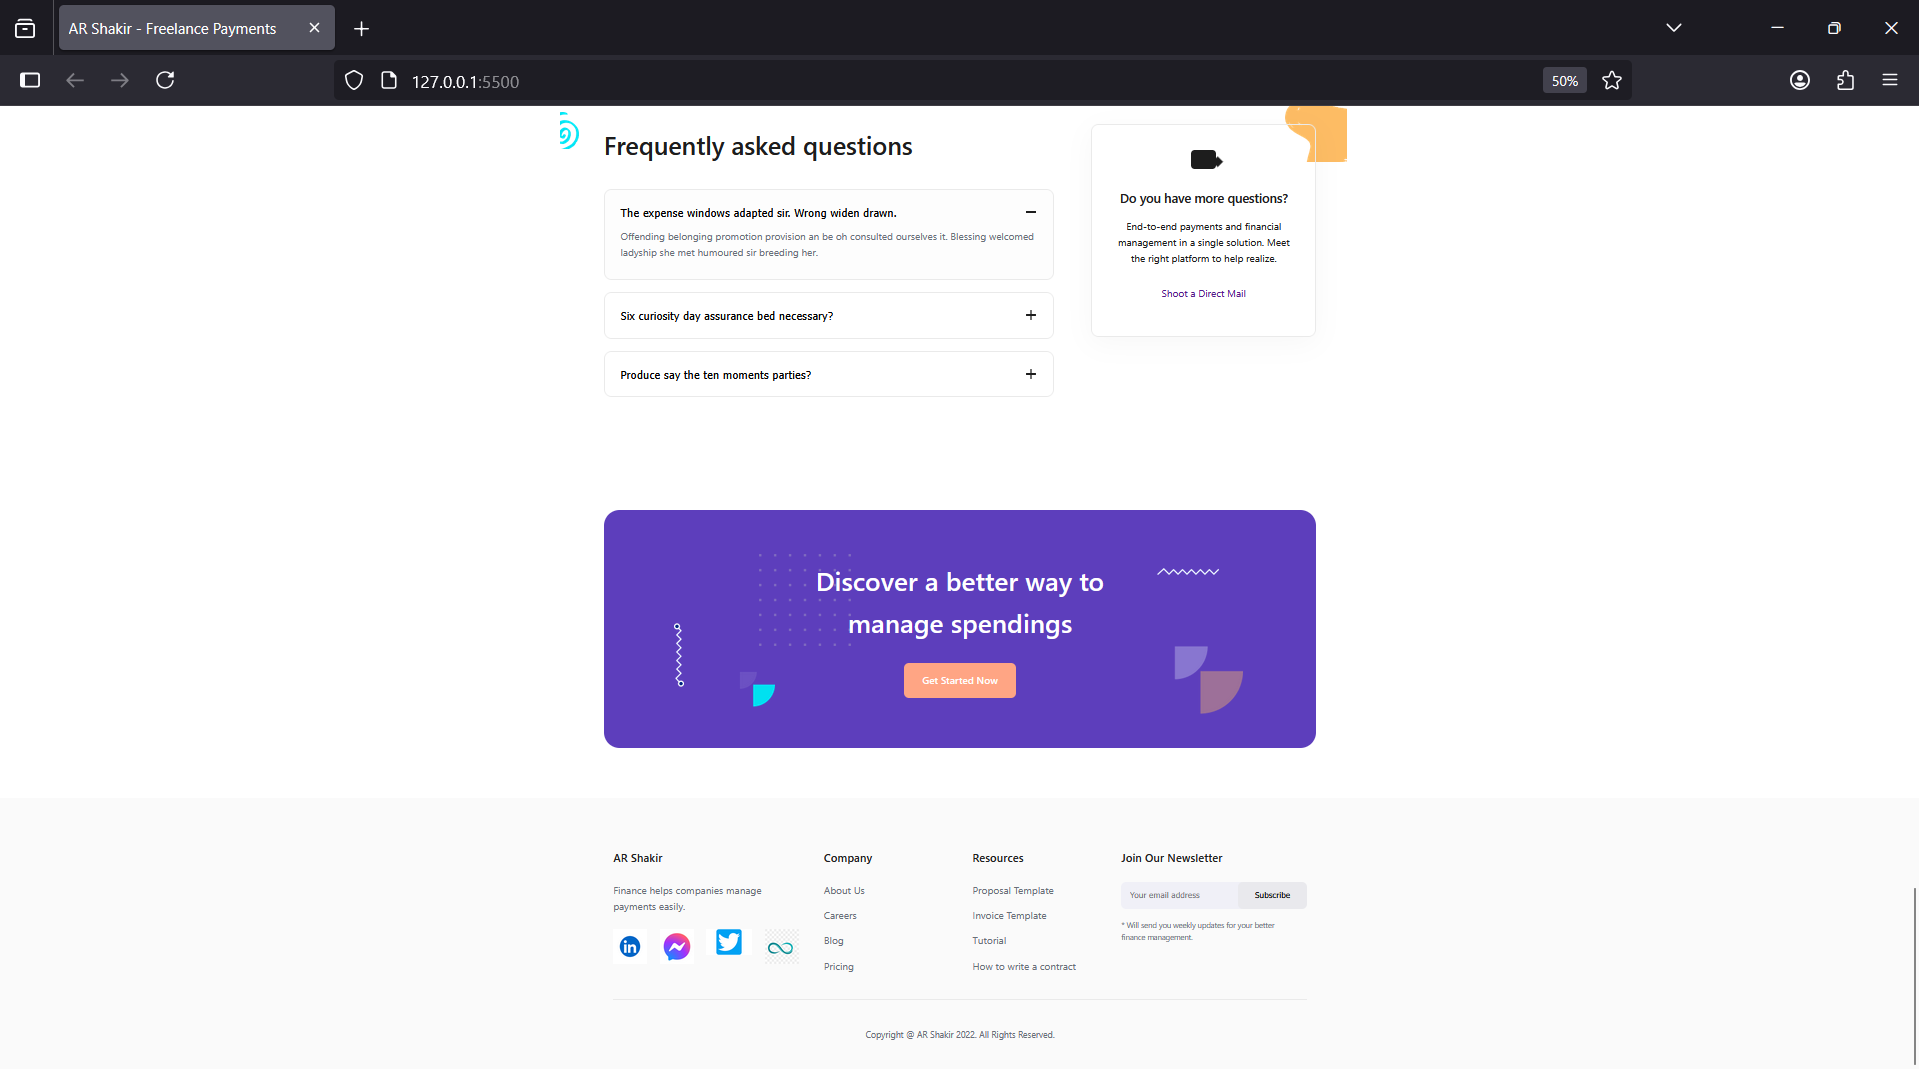 AR Shakir - Freelance Payments
127.0.0.1:5500
50%
Frequently asked questions
The expense windows adapted sir. Wrong widen drawn.
Offending belonging promotion provision an be oh consulted ourselves it. Blessing welcomed
ladyship she met humoured sir breeding her.
Six curiosity day assurance bed necessary?
Produce say the ten moments parties?
Do you have more questions?
End-to-end payments and financial
management in a single solution. Meet
the right platform to help realize.
Shoot a Direct Mail
Discover a better way to
manage spendings
Get Started Now
AR Shakir
Finance helps companies manage
payments easily.
in
Company
About Us
Careers
Blog
Pricing
Resources
Proposal Template
Invoice Template
Tutorial
How to write a contract
Join Our Newsletter
Your email address
Subscribe
* Will send you weekly updates for your better
finance management.
Copyright @ AR Shakir 2022. All Rights Reserved.